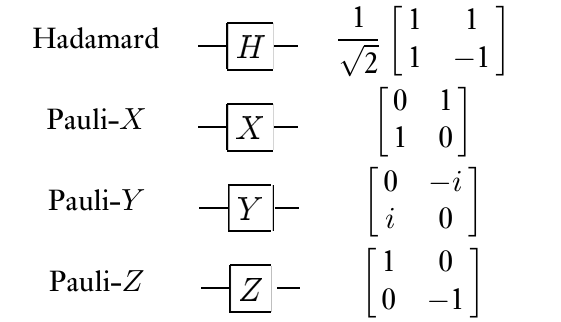 Hadamard H 1/√2 [1 1; 1 −1]
Pauli-X X [0 1; 1 0]
Pauli-Y Y [0 −i; i 0]
Pauli-Z Z [1 0; 0 −1]